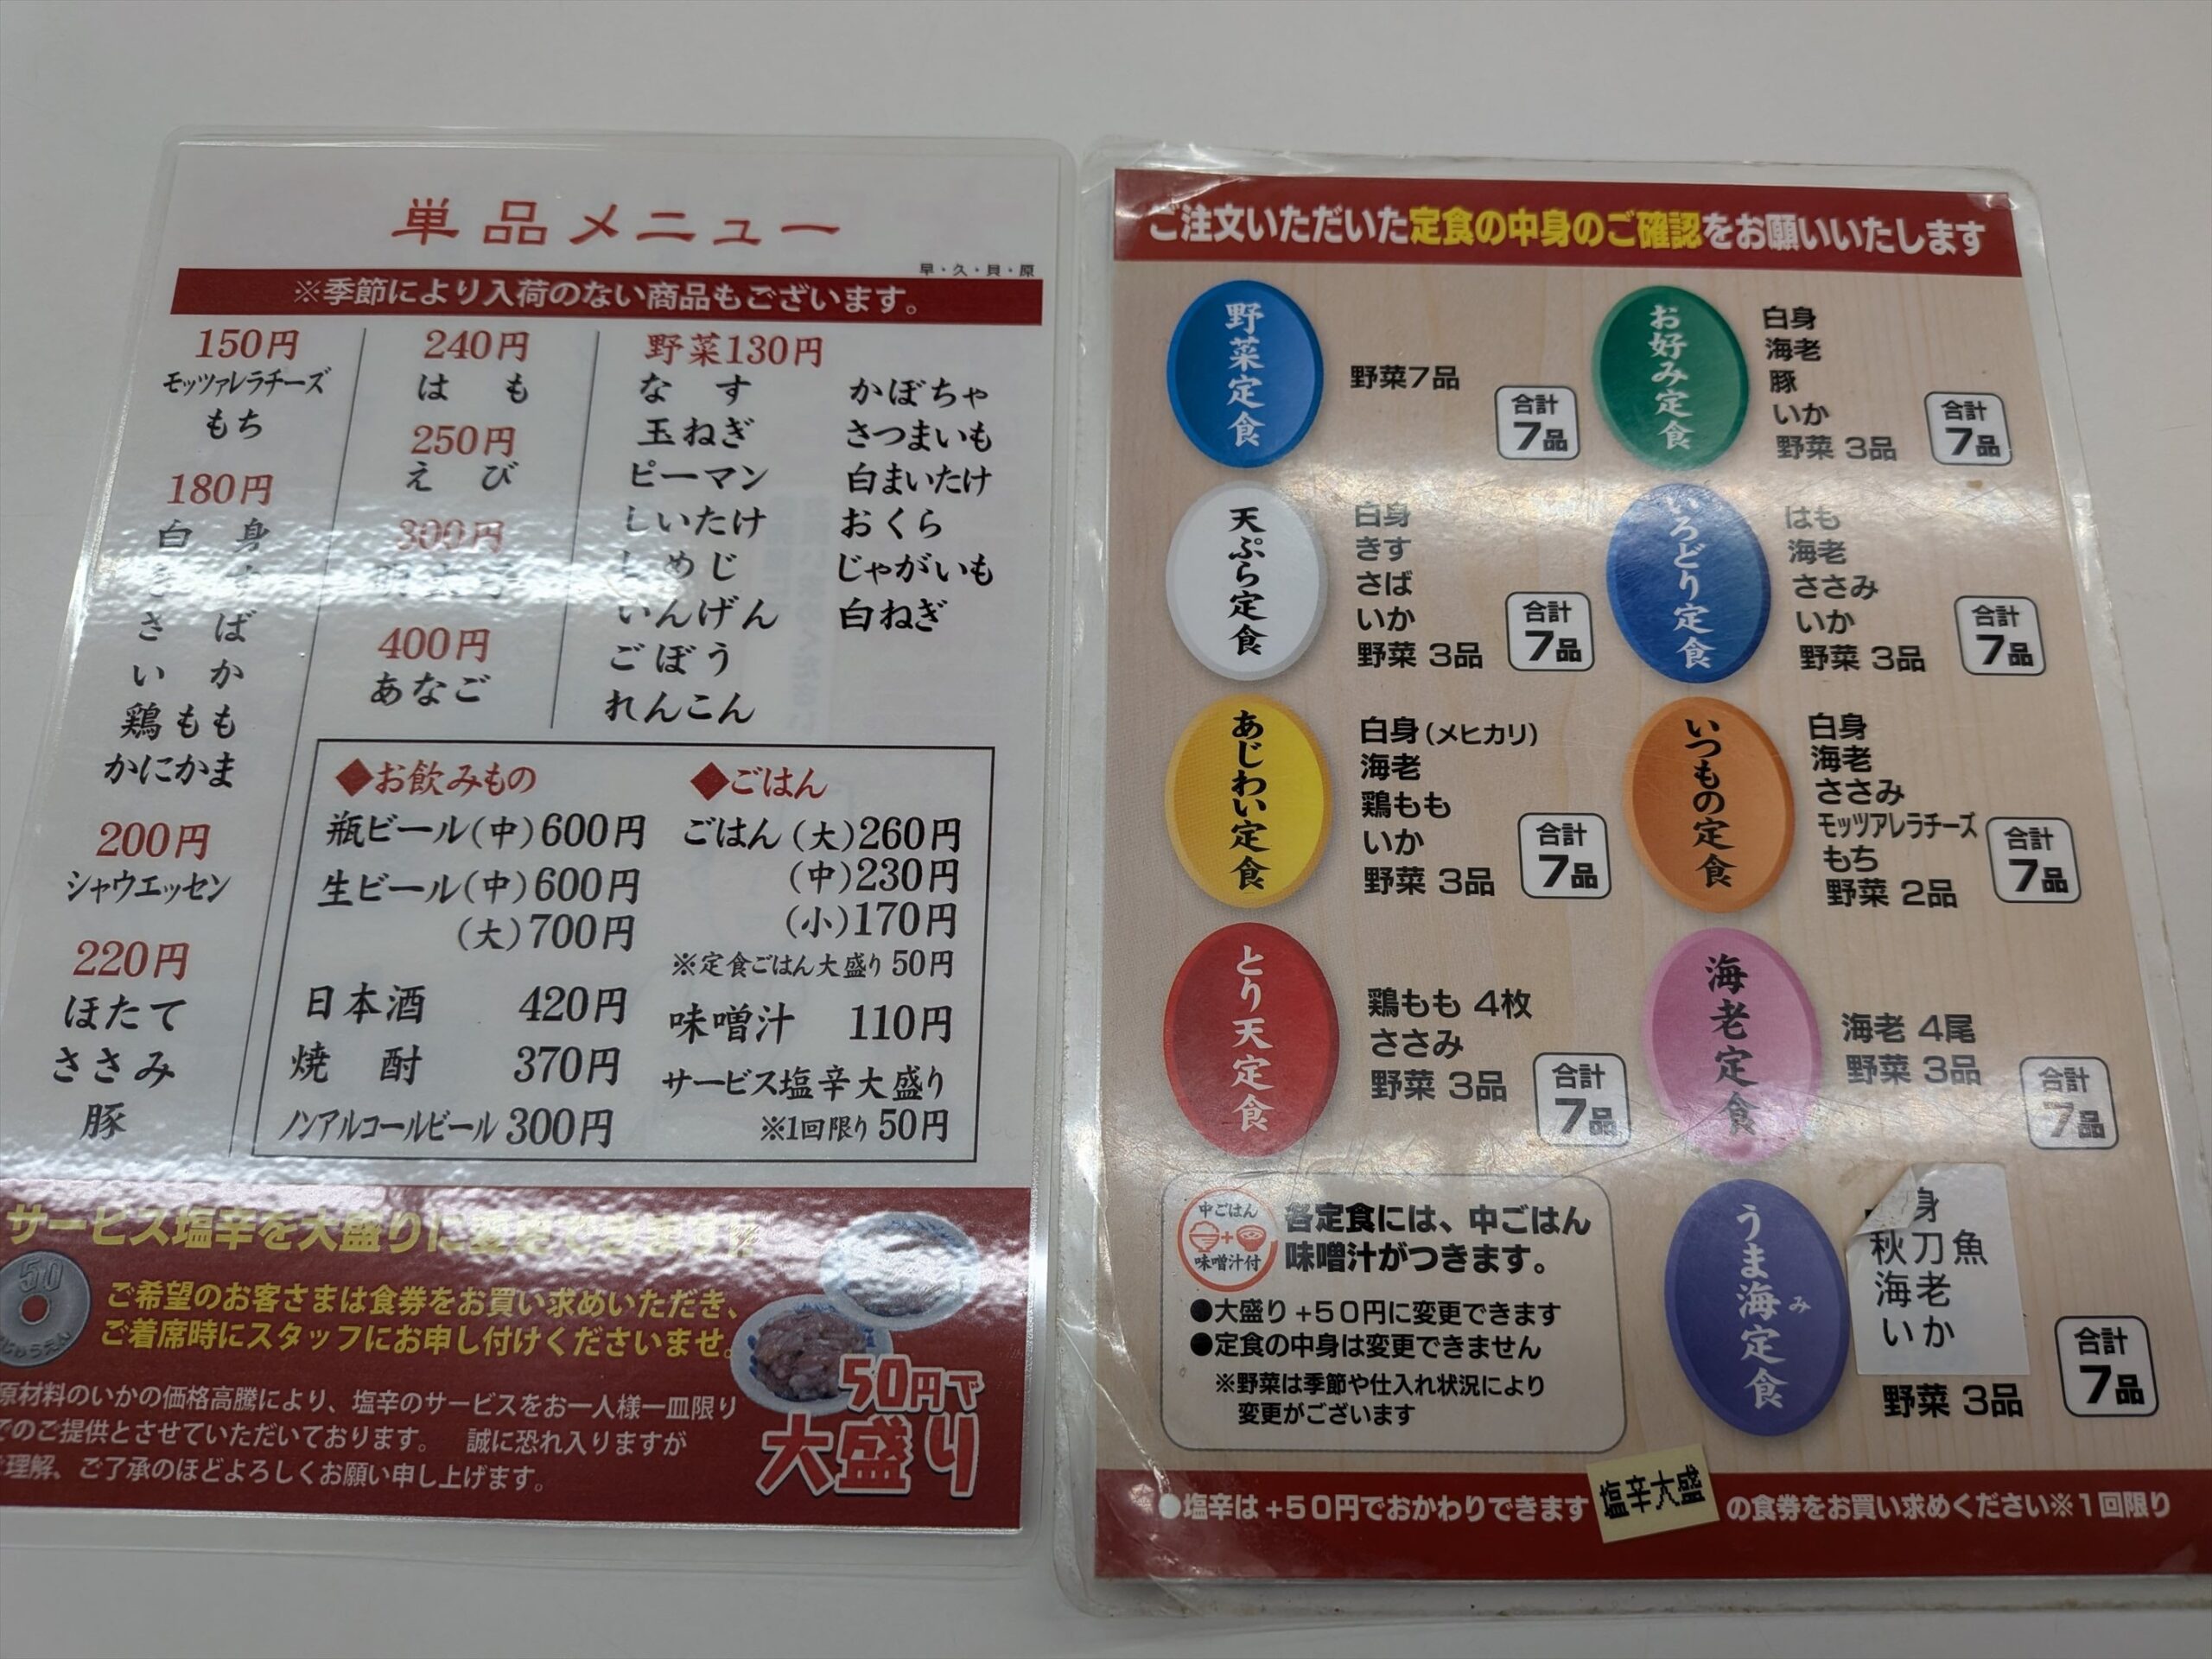 単品メニュー
早・久・貝・原
※季節により入荷のない商品もございます。
150円
モッツァレラチーズ
もち
180円
白身
きす
さば
いか
鶏もも
かにかま
200円
シャウエッセン
220円
ほたて
ささみ
豚
240円
はも
250円
えび
300円
400円
あなご
野菜130円
なす
玉ねぎ
ピーマン
しいたけ
しめじ
いんげん
ごぼう
れんこん
かぼちゃ
さつまいも
白まいたけ
おくら
じゃがいも
白ねぎ
◆お飲みもの
瓶ビール(中)600円
生ビール(中)600円
(大)700円
日本酒 420円
焼酎 370円
ノンアルコールビール 300円
◆ごはん
ごはん(大)260円
(中)230円
(小)170円
※定食ごはん大盛り 50円
味噌汁 110円
サービス塩辛大盛り
※1回限り 50円
サービス塩辛を大盛りに変更できます!!
50
ご希望のお客さまは食券をお買い求めいただき、
ご着席時にスタッフにお申し付けくださいませ。
原材料のいかの価格高騰により、塩辛のサービスをお一人様一皿限り
でのご提供とさせていただいております。 誠に恐れ入りますが
理解、ご了承のほどよろしくお願い申し上げます。
50円で
大盛り
ご注文いただいた定食の中身のご確認をお願いいたします
野菜定食
野菜7品
合計
7品
お好み定食
白身
海老
豚
いか
野菜 3品
合計
7品
天ぷら定食
白身
きす
さば
いか
野菜 3品
合計
7品
いろどり定食
はも
海老
ささみ
いか
野菜 3品
合計
7品
あじわい定食
白身(メヒカリ)
海老
鶏もも
いか
野菜 3品
合計
7品
いつもの定食
白身
海老
ささみ
モッツアレラチーズ
もち
野菜 2品
合計
7品
とり天定食
鶏もも 4枚
ささみ
野菜 3品
合計
7品
海老定食
海老 4尾
野菜 3品
合計
7品
中ごはん
+
味噌汁付
各定食には、中ごはん
味噌汁がつきます。
●大盛り+50円に変更できます
●定食の中身は変更できません
※野菜は季節や仕入れ状況により
変更がございます
うま海定食
み
身
秋刀魚
海老
いか
野菜 3品
合計
7品
●塩辛は+50円でおかわりできます 塩辛大盛 の食券をお買い求めください※1回限り